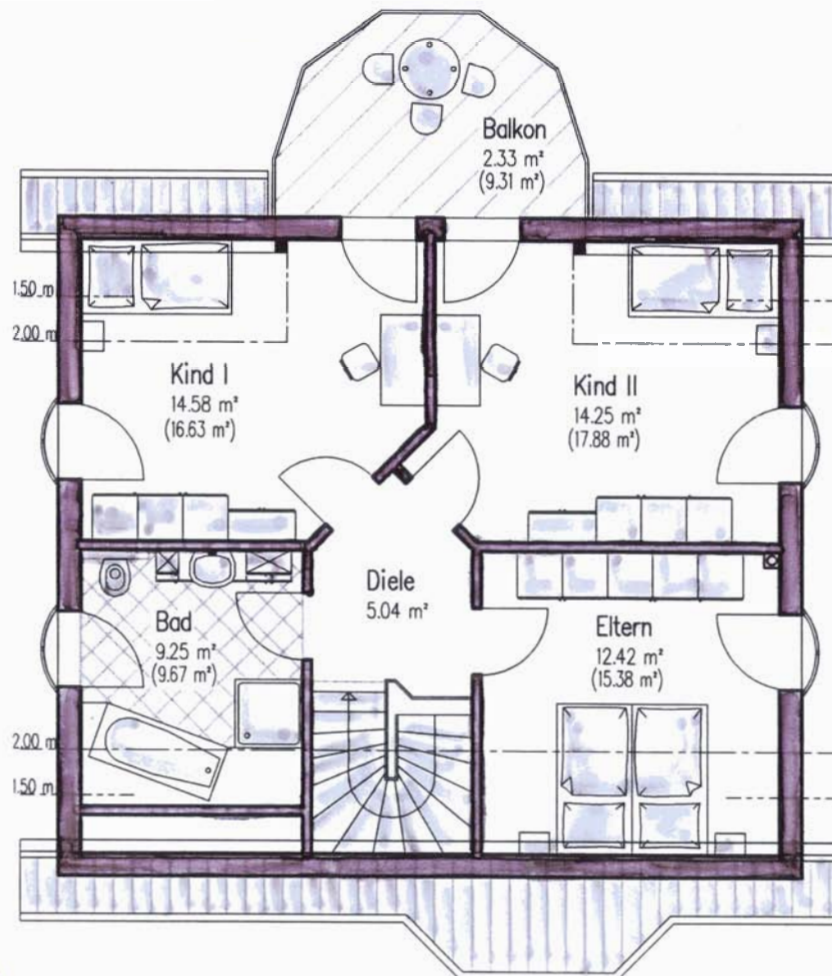 Balkon
2.33 m²
(9.31 m²)
1.50 m
2.00 m
Kind I
14.58 m²
(16.63 m²)
Kind II
14.25 m²
(17.88 m²)
Diele
5.04 m²
Bad
9.25 m²
(9.67 m²)
Eltern
12.42 m²
(15.38 m²)
2.00 m
1.50 m